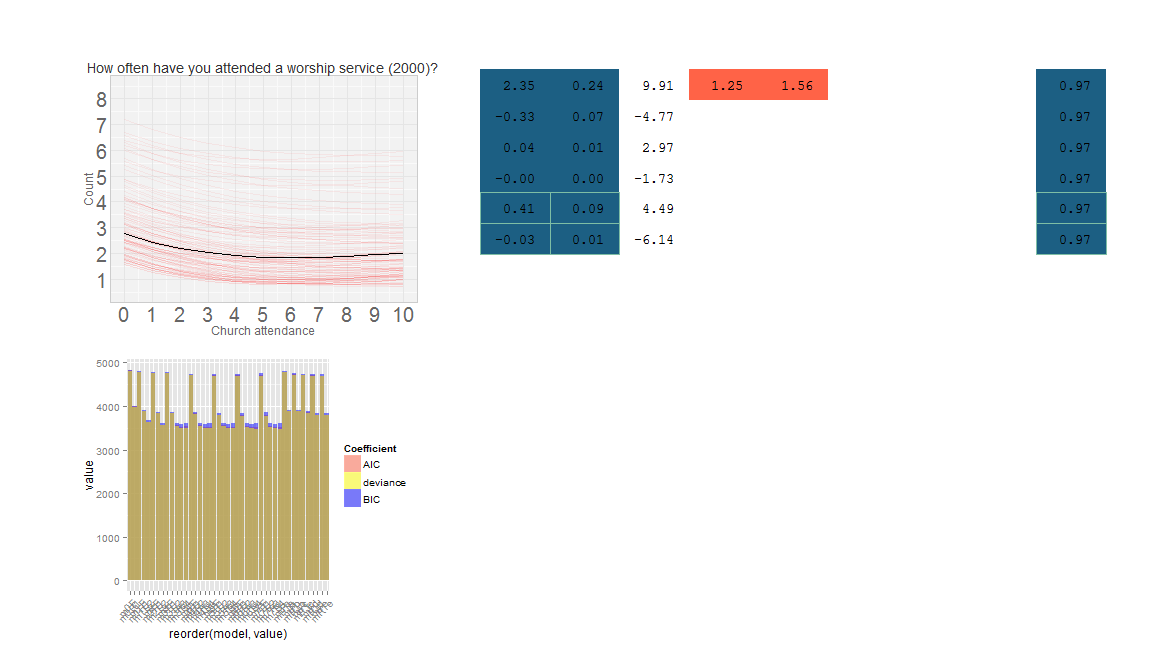 How often have you attended a worship service (2000)?
8
7
6
5
4
3
2
1
Count
0 1 2 3 4 5 6 7 8 9 10
Church attendance
2.35 0.24 9.91 1.25 1.56 0.97
-0.33 0.07 -4.77 0.97
0.04 0.01 2.97 0.97
-0.00 0.00 -1.73 0.97
0.41 0.09 4.49 0.97
-0.03 0.01 -6.14 0.97
5000
4000
3000
2000
1000
0
value
reorder(model, value)
Coefficient
AIC
deviance
BIC